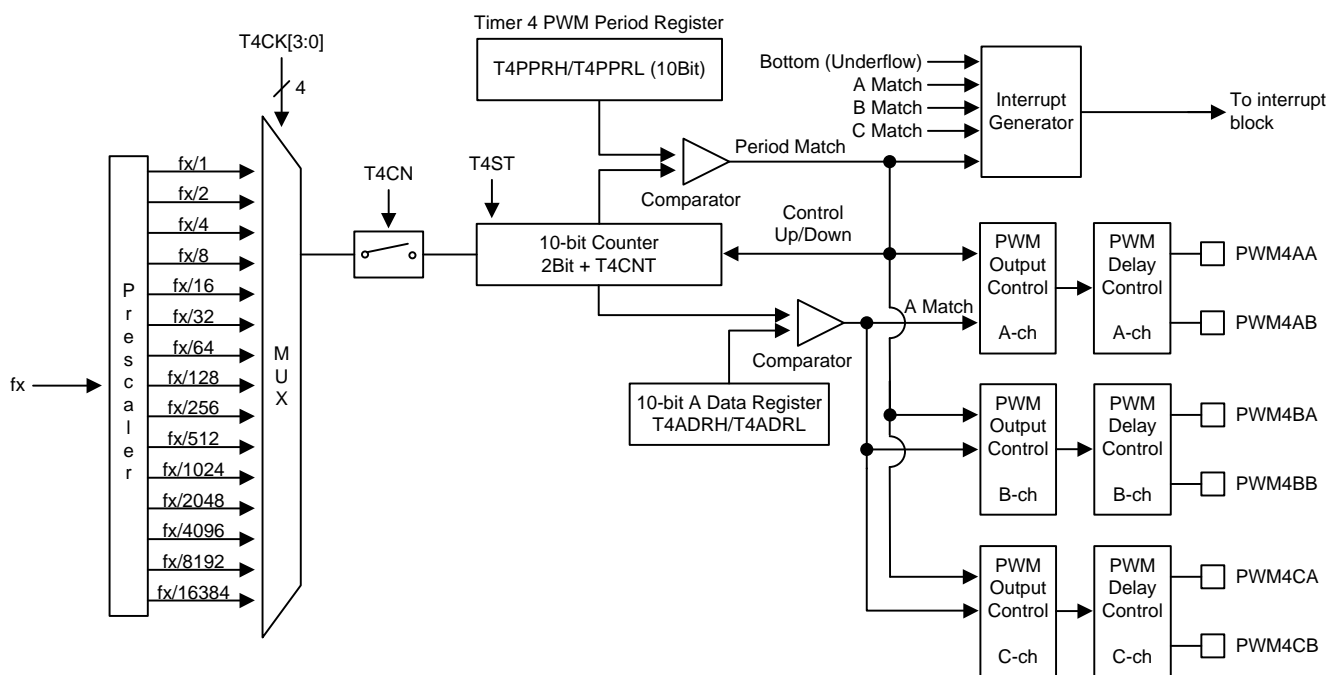 T4CK[3:0]
4
fx
Prescaler
fx/1
fx/2
fx/4
fx/8
fx/16
fx/32
fx/64
fx/128
fx/256
fx/512
fx/1024
fx/2048
fx/4096
fx/8192
fx/16384
MUX
T4CN
T4ST
Timer 4 PWM Period Register
T4PPRH/T4PPRL (10Bit)
Comparator
Period Match
10-bit Counter
2Bit + T4CNT
Control
Up/Down
Comparator
A Match
10-bit A Data Register
T4ADRH/T4ADRL
Bottom (Underflow)
A Match
B Match
C Match
Interrupt
Generator
To interrupt
block
PWM
Output
Control
A-ch
PWM
Delay
Control
A-ch
PWM4AA
PWM4AB
PWM
Output
Control
B-ch
PWM
Delay
Control
B-ch
PWM4BA
PWM4BB
PWM
Output
Control
C-ch
PWM
Delay
Control
C-ch
PWM4CA
PWM4CB